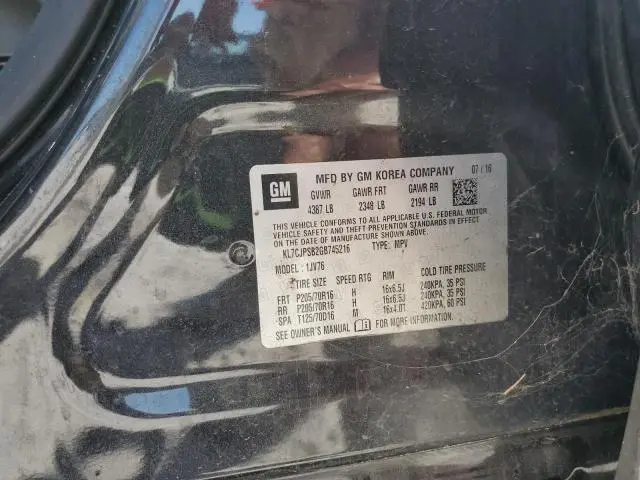 GM
MFD BY GM KOREA COMPANY 07 / 16
GVWR GAWR FRT GAWR RR
4387 LB 2348 LB 2194 LB
THIS VEHICLE CONFORMS TO ALL APPLICABLE U.S. FEDERAL MOTOR
VEHICLE SAFETY AND THEFT PREVENTION STANDARDS IN EFFECT
ON THE DATE OF MANUFACTURE SHOWN ABOVE.
KL7CJPSB2GB745216 TYPE: MPV
MODEL: 1JV76
TIRE SIZE SPEED RTG RIM COLD TIRE PRESSURE
FRT P205/70R16 H 16x6.5J 240KPA, 35 PSI
RR P205/70R16 H 16x6.5J 240KPA, 35 PSI
SPA T125/70D16 M 16x4.0T 420KPA, 60 PSI
SEE OWNER'S MANUAL FOR MORE INFORMATION.